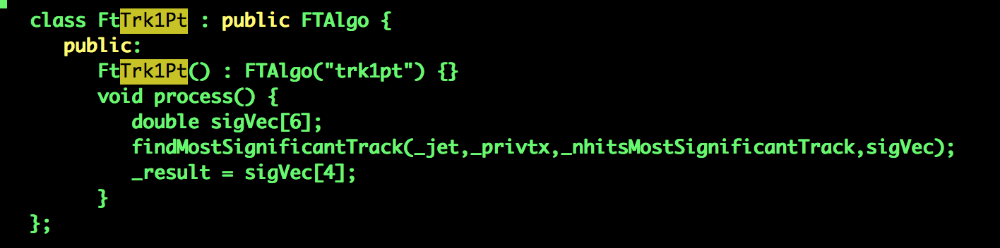 class FtTrk1Pt : public FTAlgo {
public:
FtTrk1Pt() : FTAlgo("trk1pt") {}
void process() {
double sigVec[6];
findMostSignificantTrack(_jet,_privtx,_nhitsMostSignificantTrack,sigVec);
_result = sigVec[4];
}
};